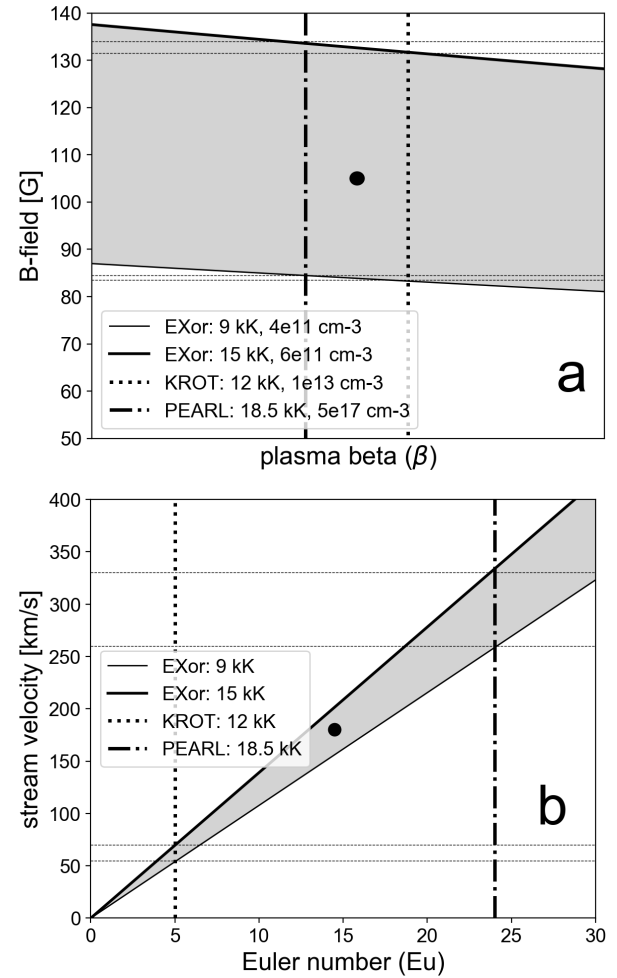 140
130
120
110
100
90
80
70
60
50
B-field [G]
EXor: 9 kK, 4e11 cm-3
EXor: 15 kK, 6e11 cm-3
KROT: 12 kK, 1e13 cm-3
PEARL: 18.5 kK, 5e17 cm-3
a
plasma beta (β)
400
350
300
250
200
150
100
50
0
stream velocity [km/s]
EXor: 9 kK
EXor: 15 kK
KROT: 12 kK
PEARL: 18.5 kK
b
0 5 10 15 20 25 30
Euler number (Eu)